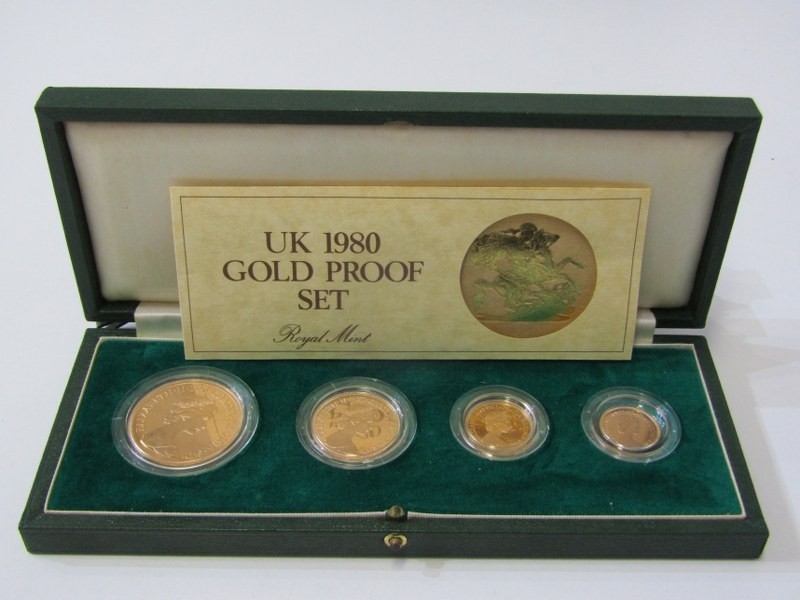 UK 1980
GOLD PROOF
SET
Royal Mint